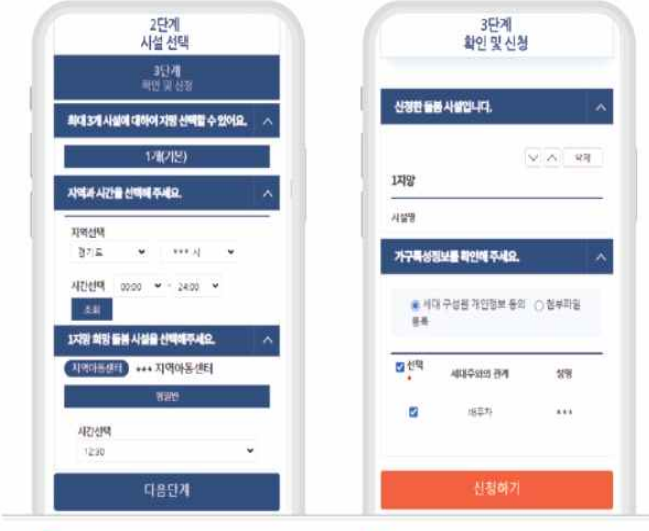 2단계
시설 선택
3단계
확인 및 신청
최대 3개 시설에 대하여 지망 선택할 수 있어요.
1개(기본)
지역과 시간을 선택해 주세요.
지역선택
경기도 *** 시
시간선택 00:00 - 24:00
조회
1지망 희망 돌봄 시설을 선택해주세요.
지역아동센터 *** 지역아동센터
평일반
시간선택
12:30
다음단계
3단계
확인 및 신청
신청한 돌봄 시설입니다.
삭제
1지망
시설명
가구특성정보를 확인해 주세요.
세대 구성원 개인정보 동의 첨부파일
등록
선택 세대주와의 관계 성명
*
배우자 ***
신청하기